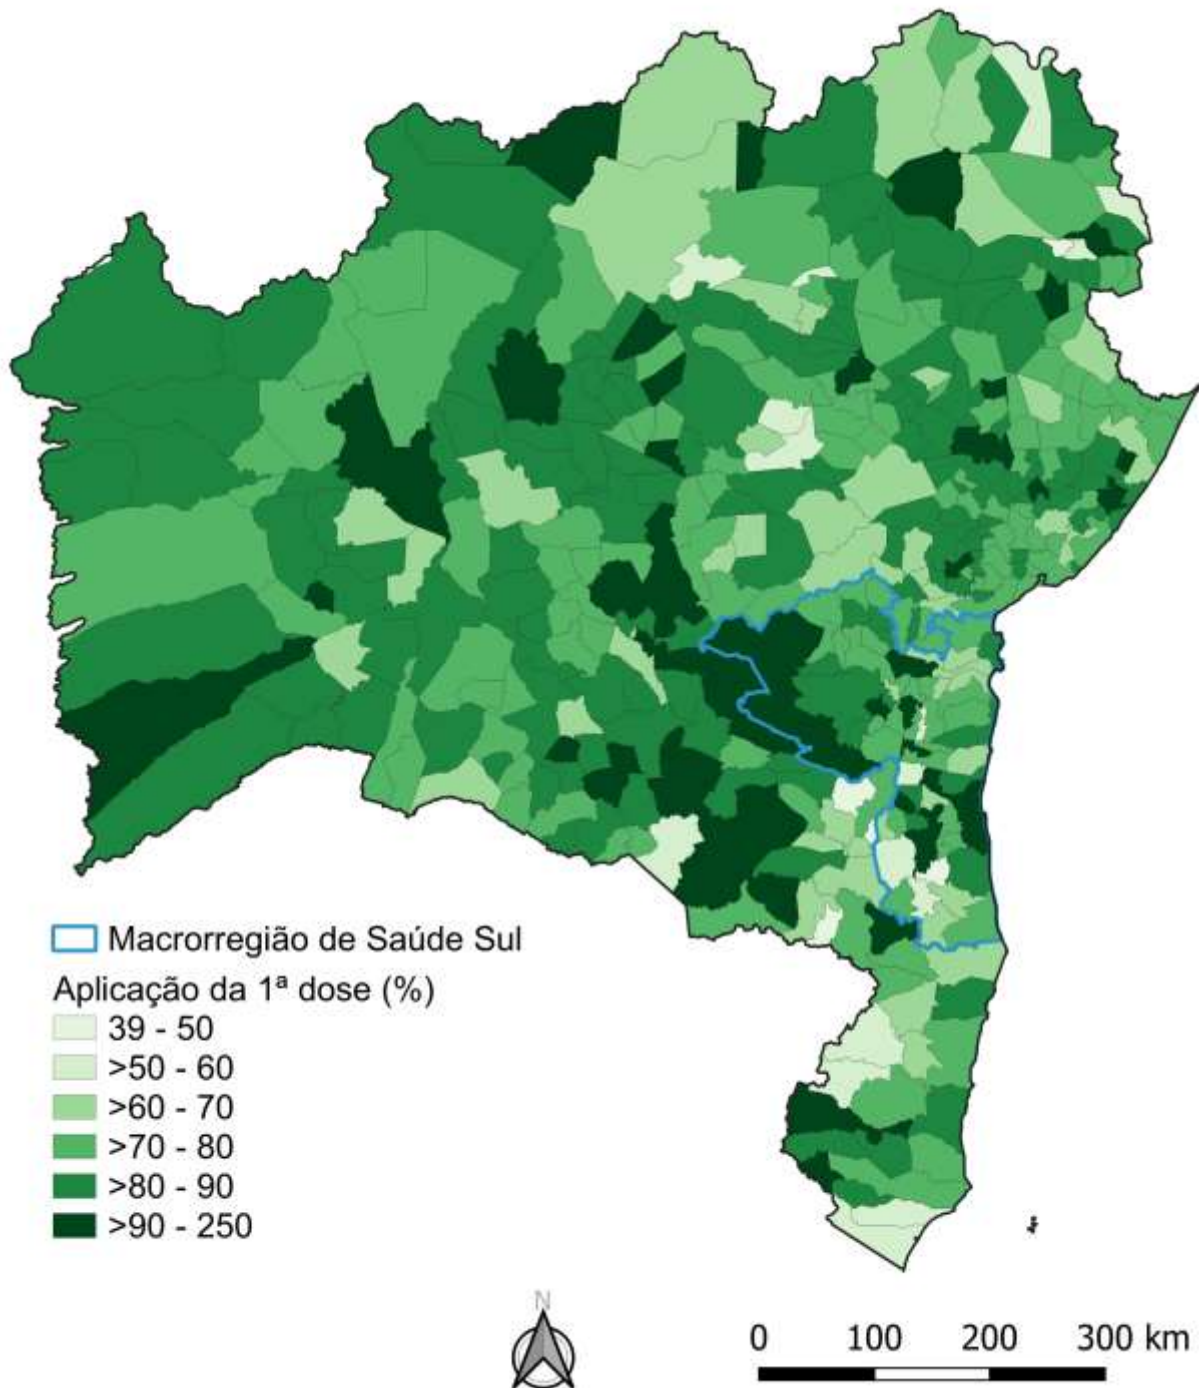 Macrorregião de Saúde Sul
Aplicação da 1ª dose (%)
39 - 50
>50 - 60
>60 - 70
>70 - 80
>80 - 90
>90 - 250
N
0 100 200 300 km